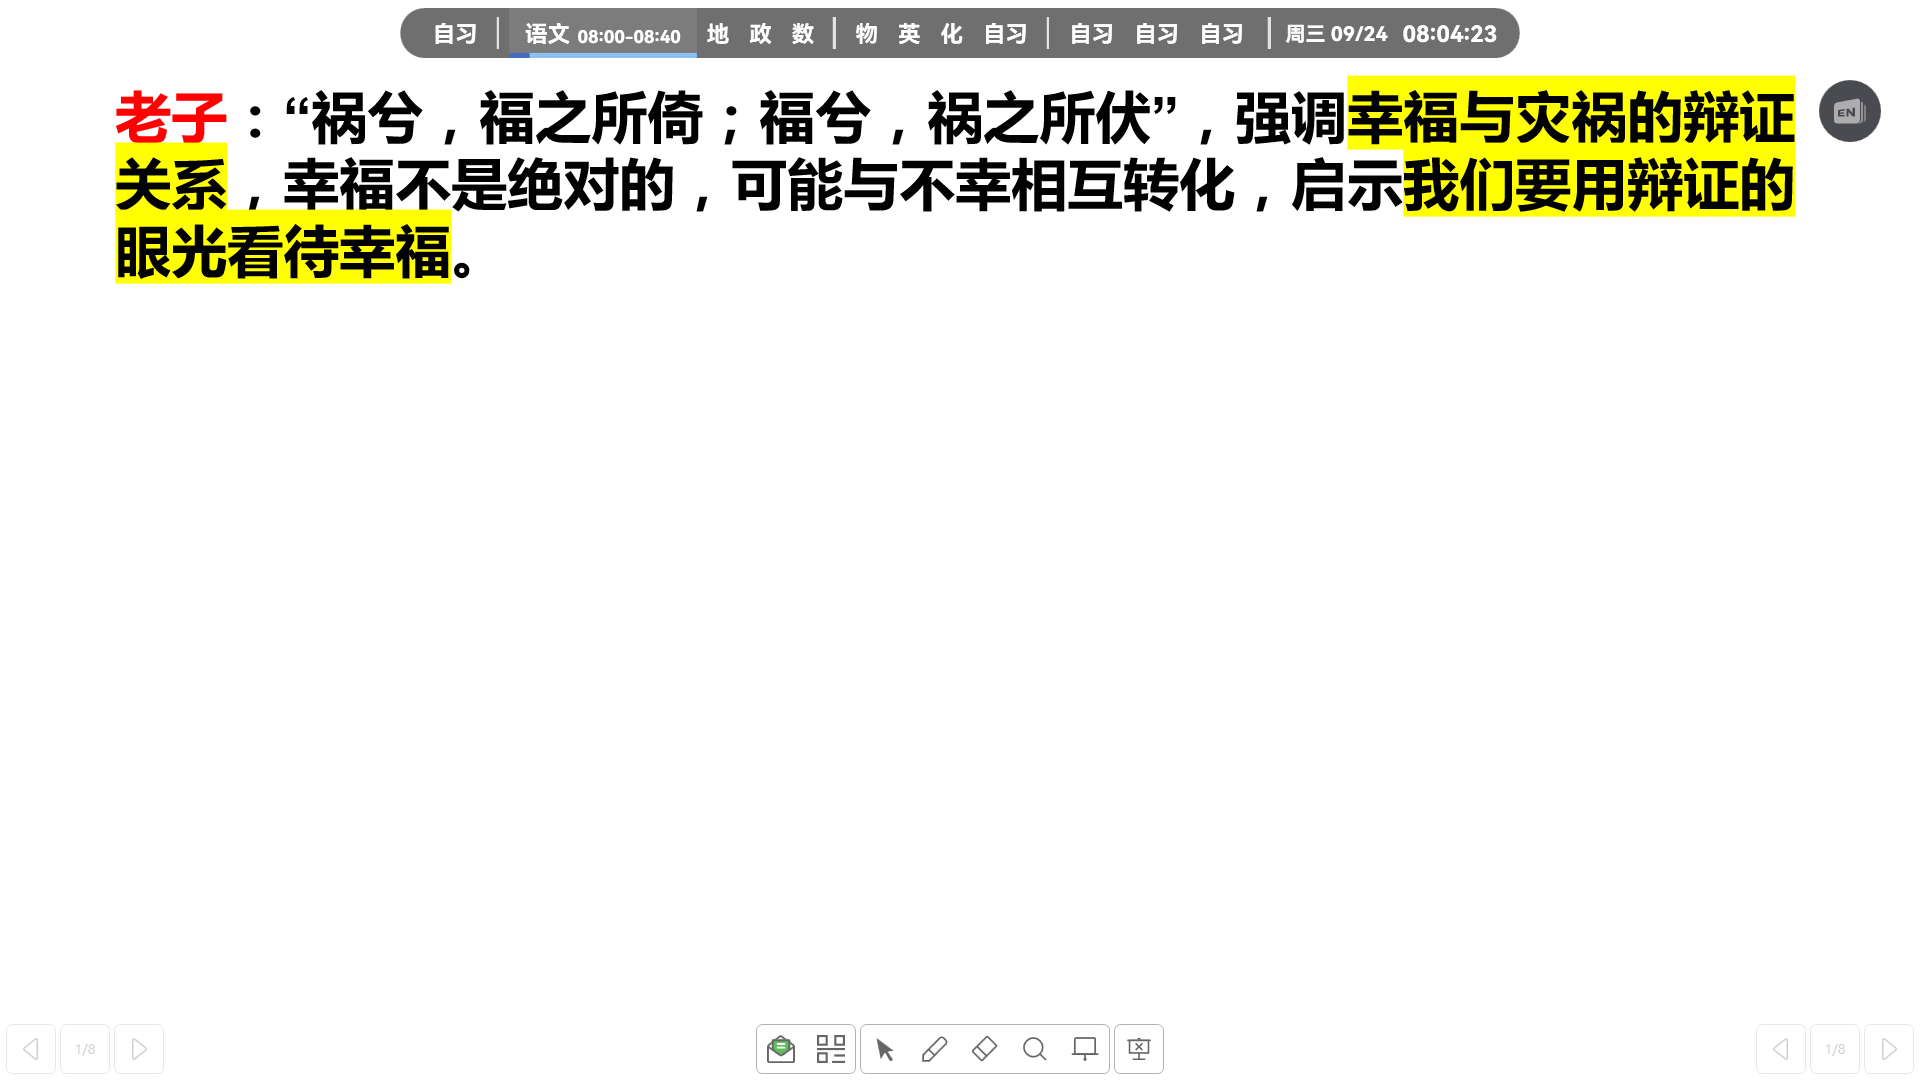 自习 语文 08:00-08:40 地 政 数 物 英 化 自习 自习 自习 自习 周三 09/24 08:04:23
老子：“祸兮，福之所倚；福兮，祸之所伏”，强调幸福与灾祸的辩证
关系，幸福不是绝对的，可能与不幸相互转化，启示我们要用辩证的
眼光看待幸福。
EN
1/8 1/8